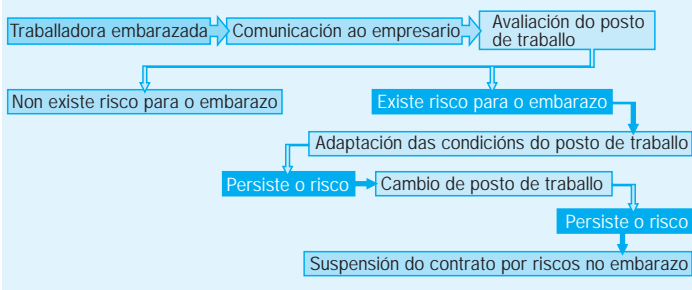 Traballadora embarazada
Comunicación ao empresario
Avaliación do posto
de traballo
Non existe risco para o embarazo
Existe risco para o embarazo
Adaptación das condicións do posto de traballo
Persiste o risco
Cambio de posto de traballo
Persiste o risco
Suspensión do contrato por riscos no embarazo